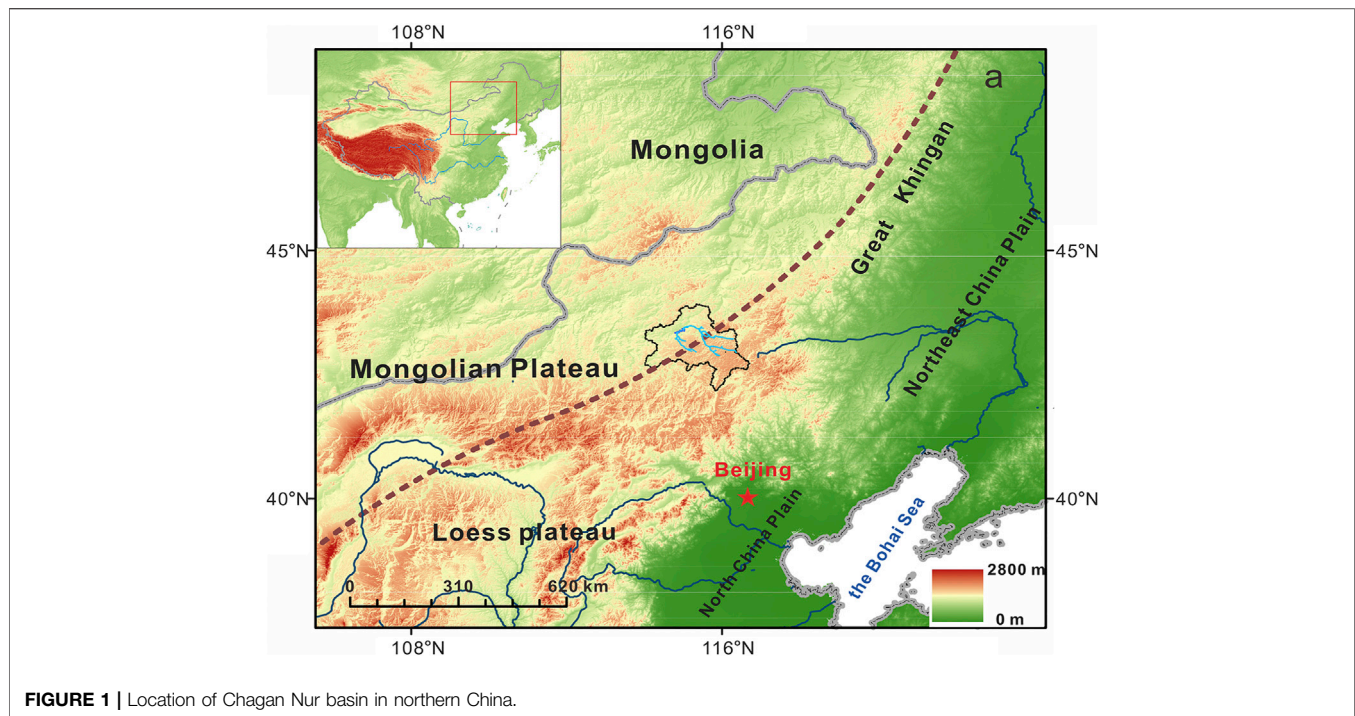 108°N
116°N
a
Mongolia
Great Khingan
45°N
45°N
Northeast China Plain
Mongolian Plateau
Beijing
40°N
40°N
Loess plateau
North China Plain
the Bohai Sea
0 310 620 km
2800 m
0 m
108°N
116°N
FIGURE 1 | Location of Chagan Nur basin in northern China.